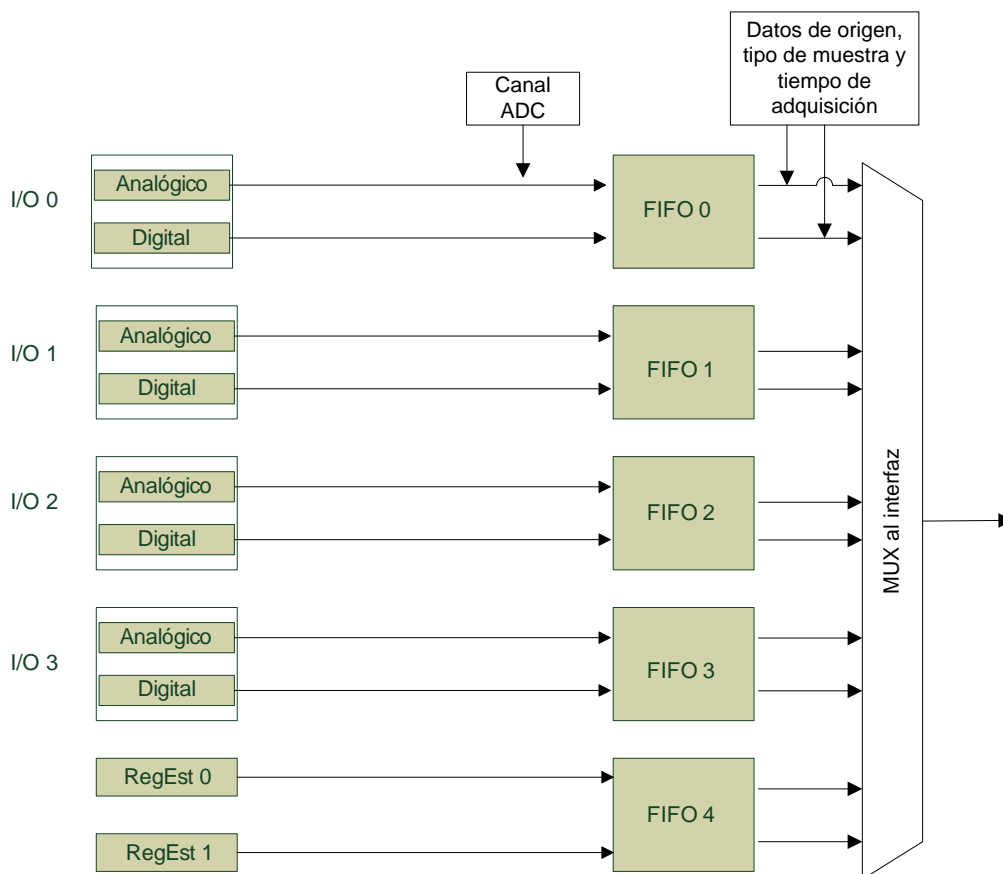 Datos de origen,
tipo de muestra y
tiempo de
adquisición
Canal
ADC
I/O 0
Analógico
Digital
FIFO 0
I/O 1
Analógico
Digital
FIFO 1
I/O 2
Analógico
Digital
FIFO 2
I/O 3
Analógico
Digital
FIFO 3
RegEst 0
RegEst 1
FIFO 4
MUX al interfaz